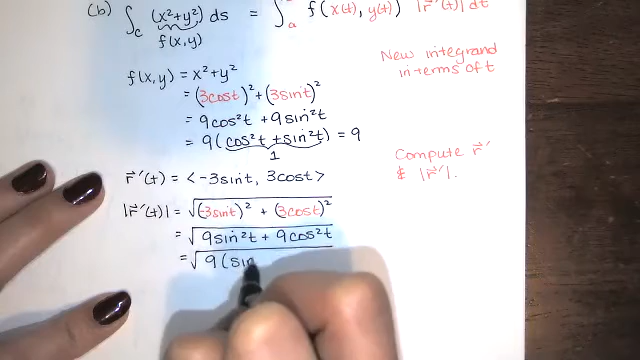 (b) ∫_C (x²+y²) ds = ∫_a f(x(t), y(t)) |r⃗'(t)| dt
f(x,y)
New integrand
in terms of t
f(x,y) = x²+y²
= (3cost)² + (3sint)²
= 9cos²t + 9sin²t
= 9(cos²t + sin²t) = 9
1
Compute r⃗'
& |r⃗'|.
r⃗'(t) = < -3sint, 3cost >
|r⃗'(t)| = √(-3sint)² + (3cost)²
= √9sin²t + 9cos²t
= √9(sin